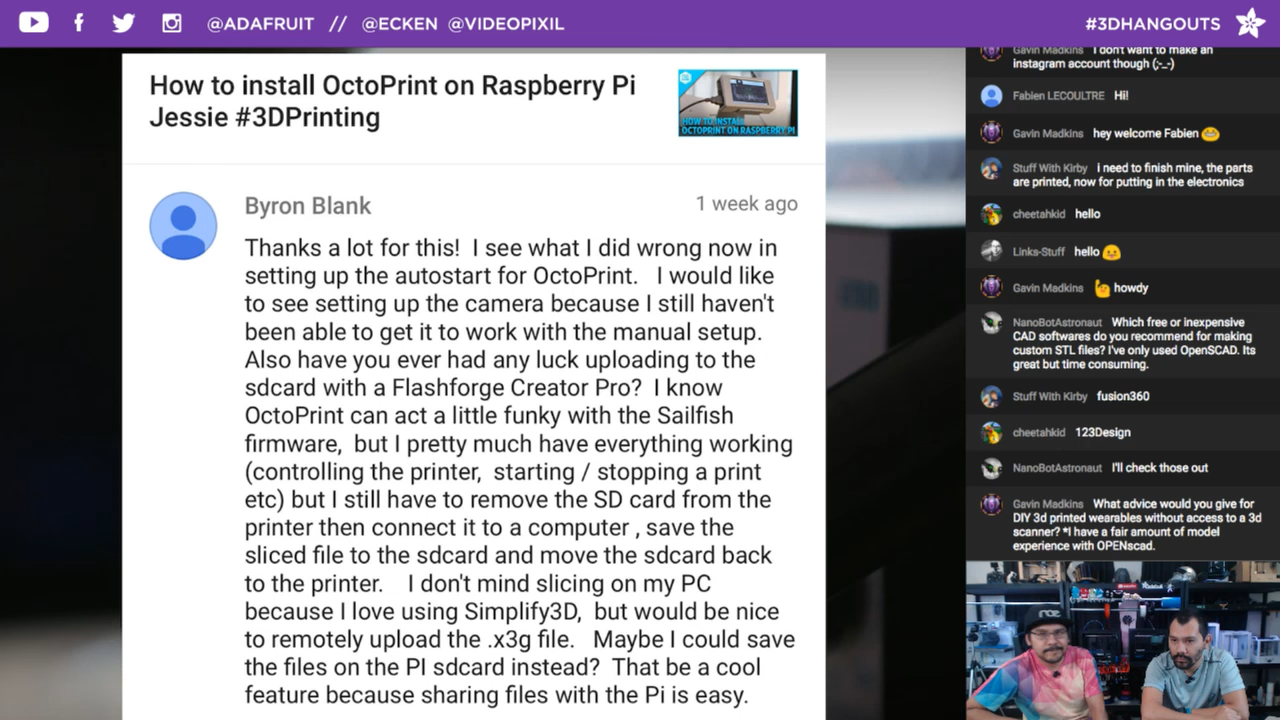 @ADAFRUIT // @ECKEN @VIDEOPIXIL
#3DHANGOUTS
How to install OctoPrint on Raspberry Pi
Jessie #3DPrinting
HOW TO INSTALL
OCTOPRINT ON RASPBERRY PI
Byron Blank
1 week ago
Thanks a lot for this! I see what I did wrong now in
setting up the autostart for OctoPrint. I would like
to see setting up the camera because I still haven't
been able to get it to work with the manual setup.
Also have you ever had any luck uploading to the
sdcard with a Flashforge Creator Pro? I know
OctoPrint can act a little funky with the Sailfish
firmware, but I pretty much have everything working
(controlling the printer, starting / stopping a print
etc) but I still have to remove the SD card from the
printer then connect it to a computer , save the
sliced file to the sdcard and move the sdcard back
to the printer. I don't mind slicing on my PC
because I love using Simplify3D, but would be nice
to remotely upload the .x3g file. Maybe I could save
the files on the PI sdcard instead? That be a cool
feature because sharing files with the Pi is easy.
Gavin Madkins I don't want to make an
instagram account though (;-_-)
Fabien LECOULTRE Hi!
Gavin Madkins hey welcome Fabien 😁
Stuff With Kirby i need to finish mine, the parts
are printed, now for putting in the electronics
cheetahkid hello
Links-Stuff hello 😊
Gavin Madkins 👋 howdy
NanoBotAstronaut Which free or inexpensive
CAD softwares do you recommend for making
custom STL files? I've only used OpenSCAD. Its
great but time consuming.
Stuff With Kirby fusion360
cheetahkid 123Design
NanoBotAstronaut I'll check those out
Gavin Madkins What advice would you give for
DIY 3d printed wearables without access to a 3d
scanner? *I have a fair amount of model
experience with OPENscad.